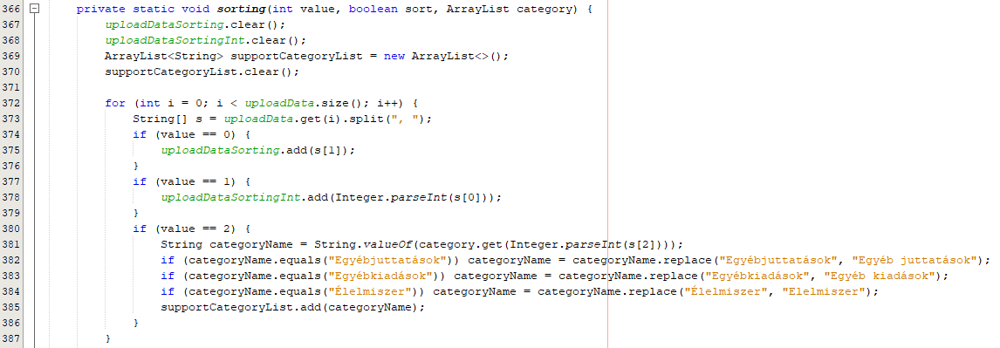 366 private static void sorting(int value, boolean sort, ArrayList category) {
367 uploadDataSorting.clear();
368 uploadDataSortingInt.clear();
369 ArrayList<String> supportCategoryList = new ArrayList<>();
370 supportCategoryList.clear();
371
372 for (int i = 0; i < uploadData.size(); i++) {
373 String[] s = uploadData.get(i).split(", ");
374 if (value == 0) {
375 uploadDataSorting.add(s[1]);
376 }
377 if (value == 1) {
378 uploadDataSortingInt.add(Integer.parseInt(s[0]));
379 }
380 if (value == 2) {
381 String categoryName = String.valueOf(category.get(Integer.parseInt(s[2])));
382 if (categoryName.equals("Egyébjuttatások")) categoryName = categoryName.replace("Egyébjuttatások", "Egyéb juttatások");
383 if (categoryName.equals("Egyébkiadások")) categoryName = categoryName.replace("Egyébkiadások", "Egyéb kiadások");
384 if (categoryName.equals("Élelmiszer")) categoryName = categoryName.replace("Élelmiszer", "Elelmiszer");
385 supportCategoryList.add(categoryName);
386 }
387 }